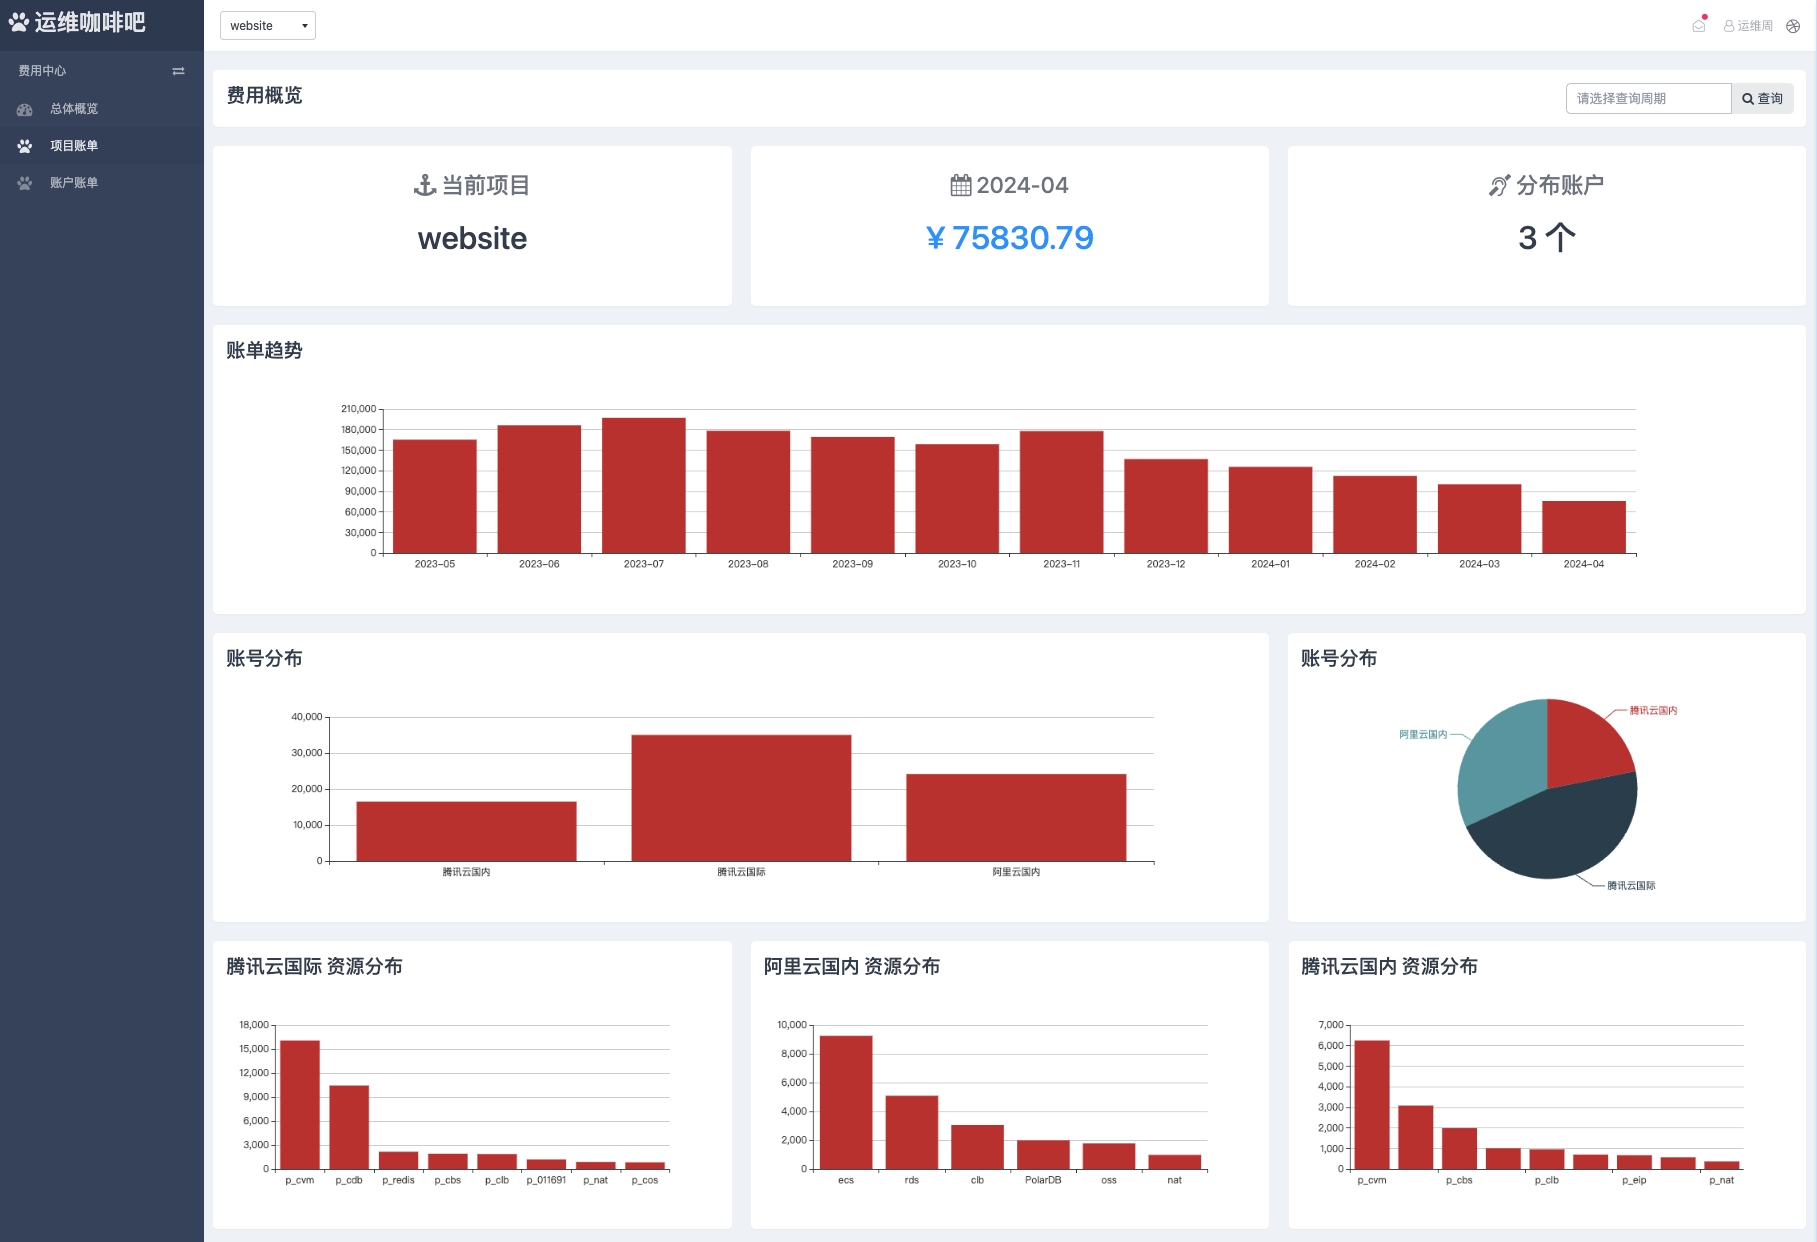 运维咖啡吧
费用中心
总体概览
项目账单
账户账单
website
运维周
费用概览
请选择查询周期
查询
当前项目
website
2024-04
¥ 75830.79
分布账户
3 个
账单趋势
210,000
180,000
150,000
120,000
90,000
60,000
30,000
0
2023-05 2023-06 2023-07 2023-08 2023-09 2023-10 2023-11 2023-12 2024-01 2024-02 2024-03 2024-04
账号分布
40,000
30,000
20,000
10,000
0
腾讯云国内 腾讯云国际 阿里云国内
账号分布
腾讯云国内
阿里云国内
腾讯云国际
腾讯云国际 资源分布
18,000
15,000
12,000
9,000
6,000
3,000
0
p_cvm p_cdb p_redis p_cbs p_clb p_011691 p_nat p_cos
阿里云国内 资源分布
10,000
8,000
6,000
4,000
2,000
0
ecs rds clb PolarDB oss nat
腾讯云国内 资源分布
7,000
6,000
5,000
4,000
3,000
2,000
1,000
0
p_cvm p_cbs p_clb p_eip p_nat